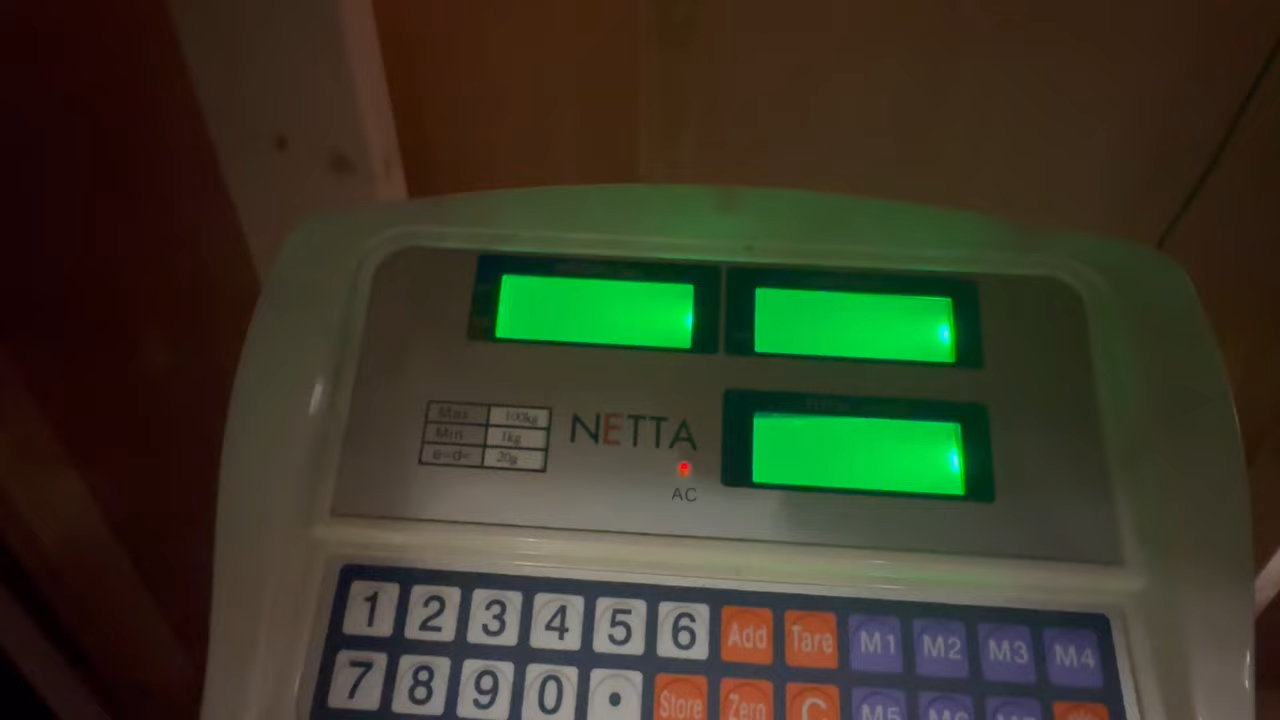 Max 100kg
Min 1kg
e=d= 20g
NETTA
AC
1 2 3 4 5 6 Add Tare M1 M2 M3 M4
7 8 9 0 • Store Zero C M5 M6